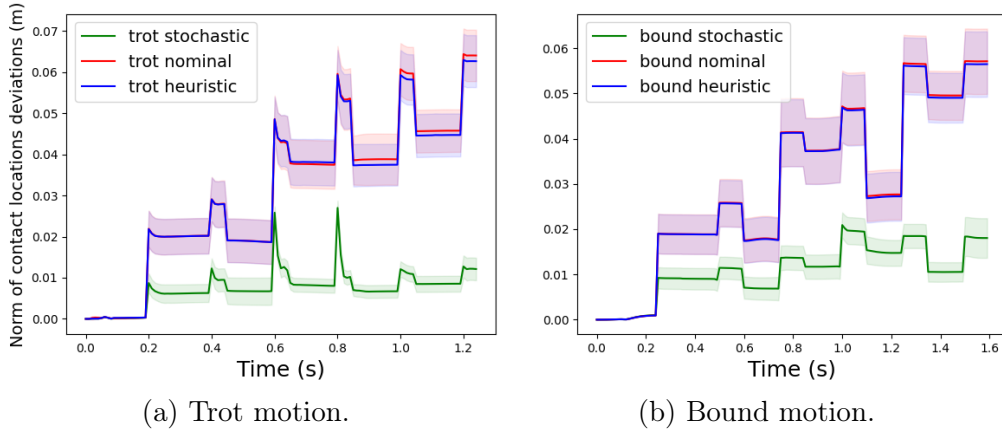 Norm of contact locations deviations (m)
0.07
0.06
0.05
0.04
0.03
0.02
0.01
0.00
trot stochastic
trot nominal
trot heuristic
0.0 0.2 0.4 0.6 0.8 1.0 1.2
Time (s)
(a) Trot motion.
0.06
0.05
0.04
0.03
0.02
0.01
0.00
bound stochastic
bound nominal
bound heuristic
0.0 0.2 0.4 0.6 0.8 1.0 1.2 1.4 1.6
Time (s)
(b) Bound motion.